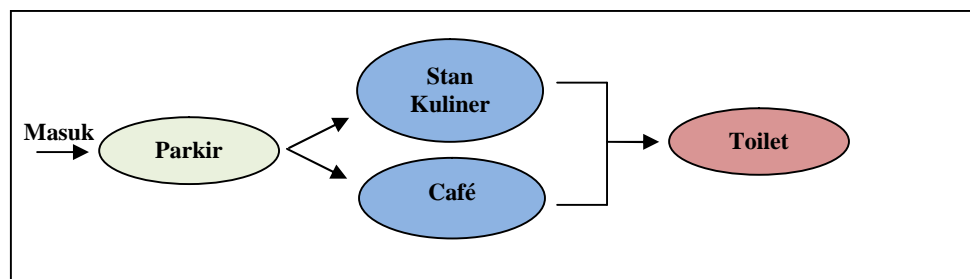 Masuk
Parkir
Stan
Kuliner
Café
Toilet